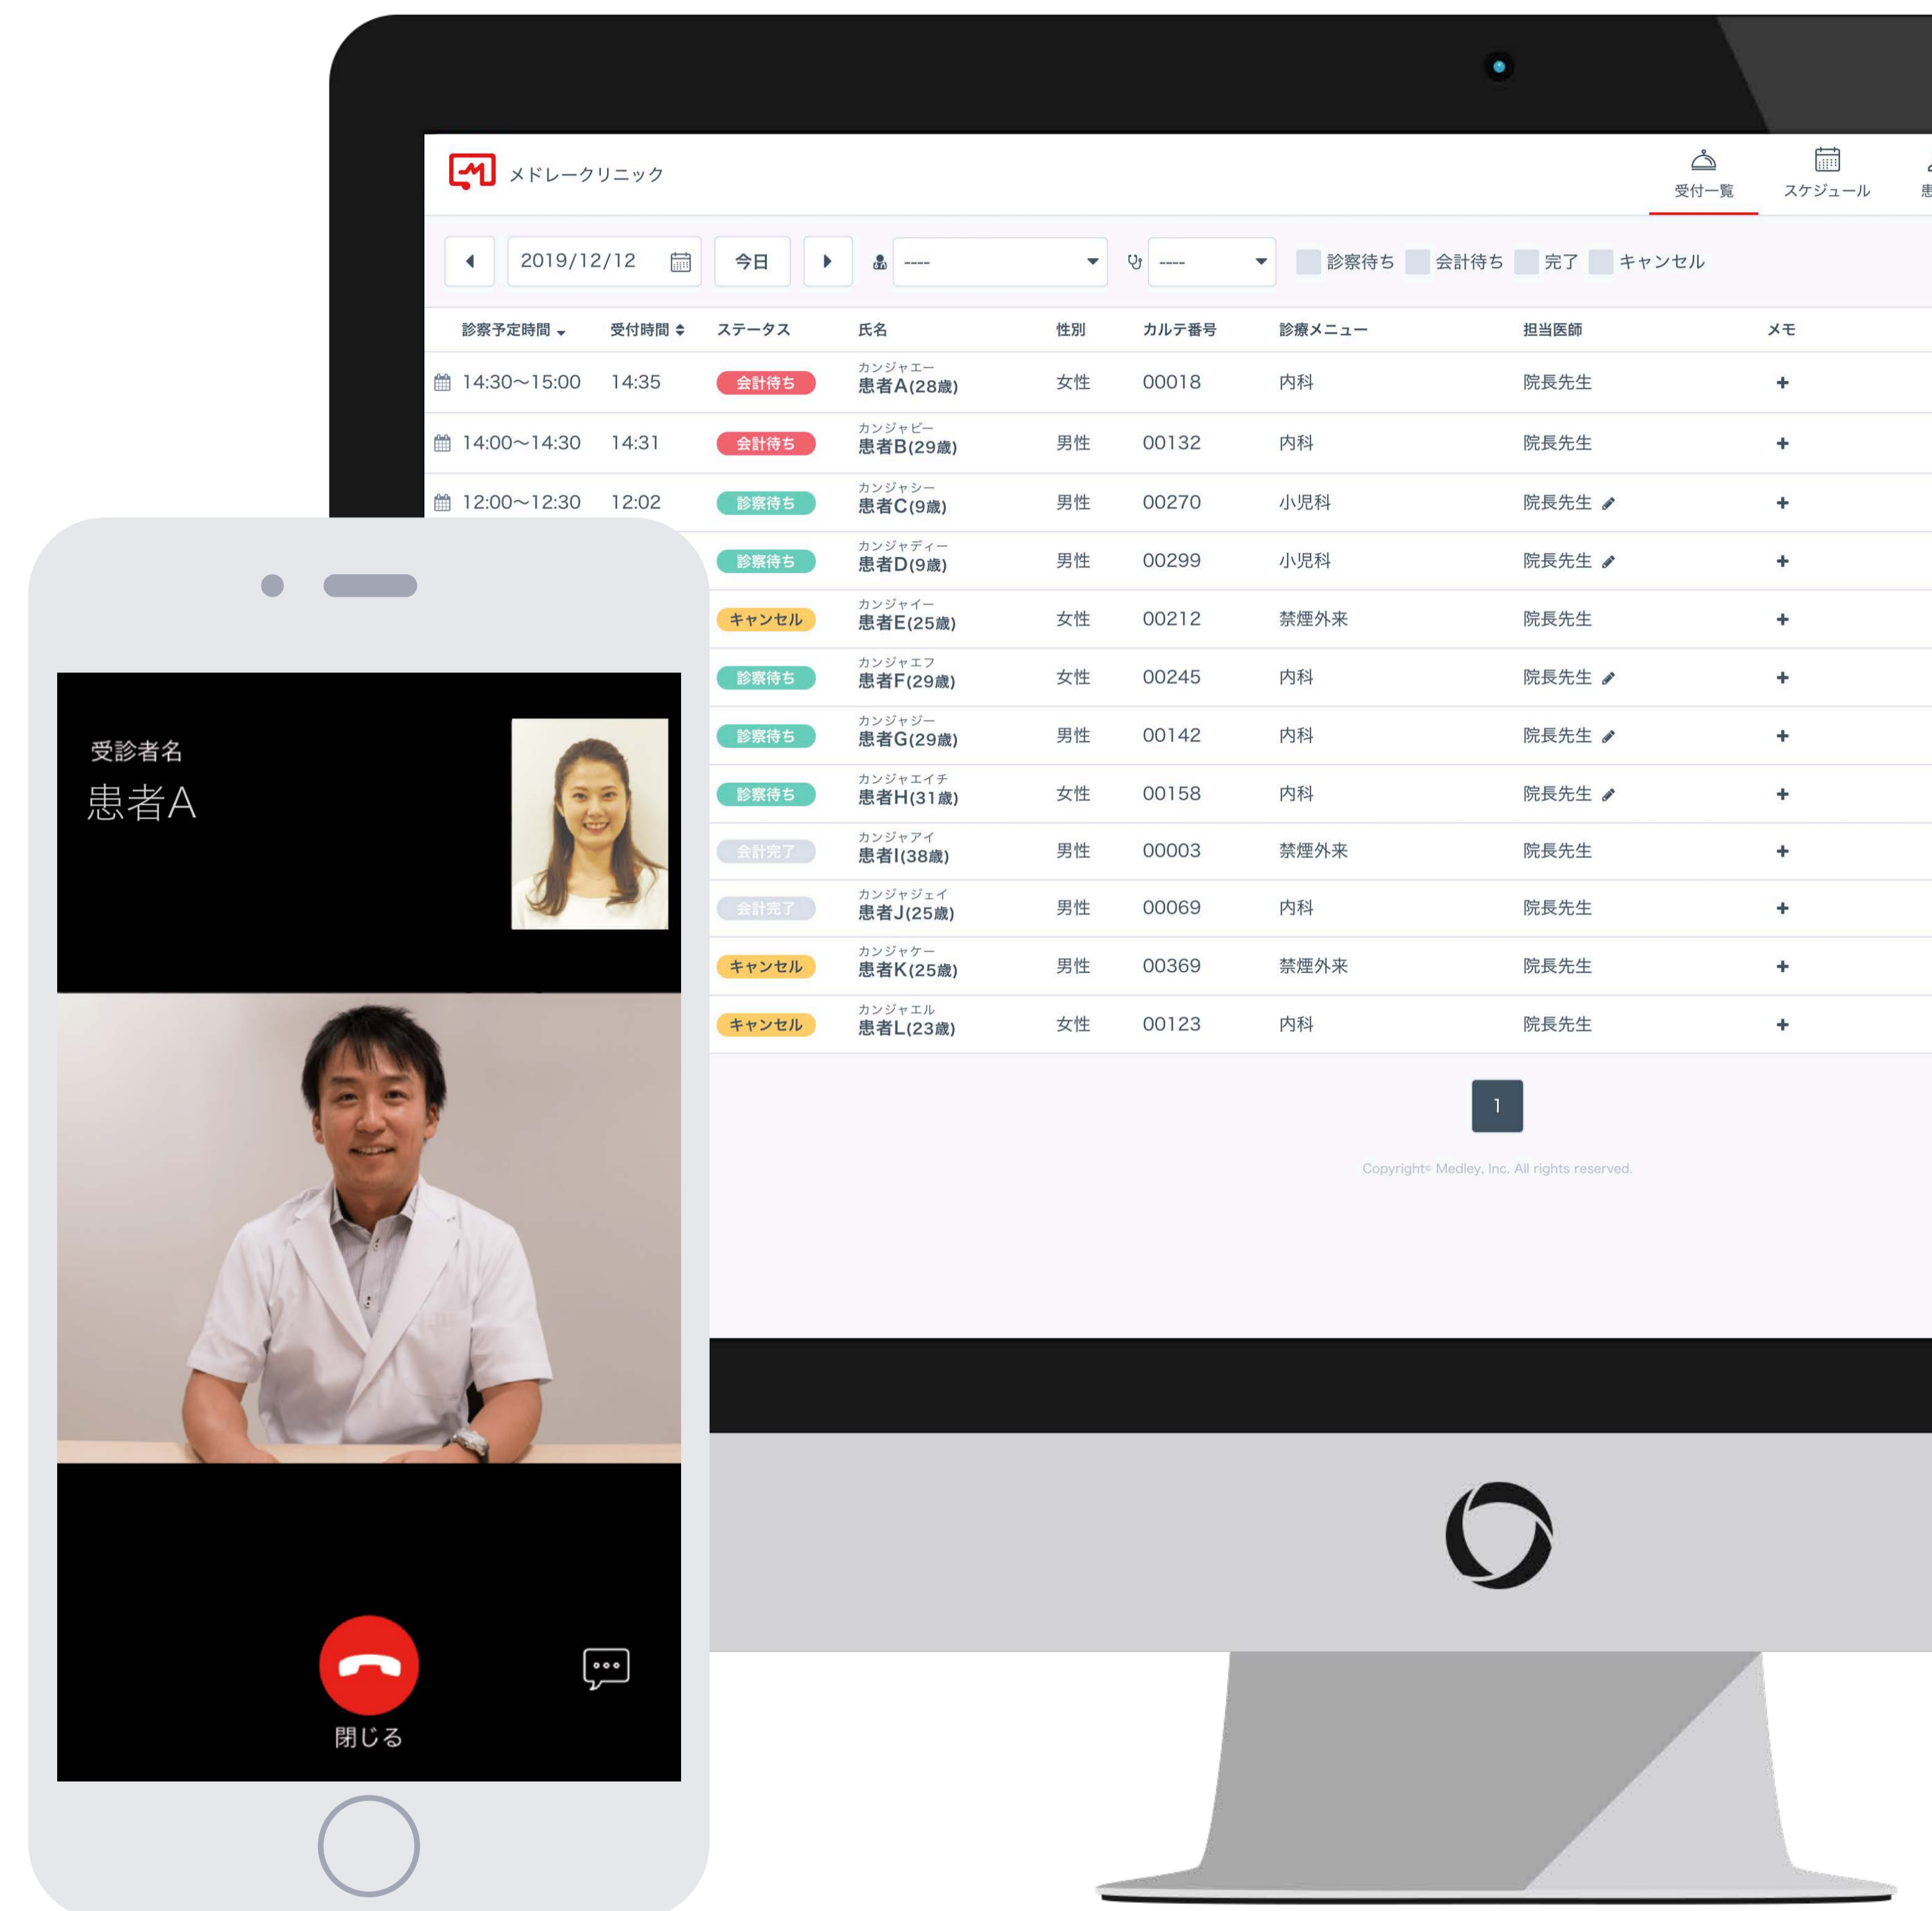 メドレークリニック
受付一覧 スケジュール
2019/12/12 今日 ---- ---- 診察待ち 会計待ち 完了 キャンセル
診察予定時間 受付時間 ステータス 氏名 性別 カルテ番号 診療メニュー 担当医師 メモ
カンジャエー
14:30〜15:00 14:35 会計待ち 患者A(28歳) 女性 00018 内科 院長先生 +
カンジャビー
14:00〜14:30 14:31 会計待ち 患者B(29歳) 男性 00132 内科 院長先生 +
カンジャシー
12:00〜12:30 12:02 診察待ち 患者C(9歳) 男性 00270 小児科 院長先生 +
カンジャディー
診察待ち 患者D(9歳) 男性 00299 小児科 院長先生 +
カンジャイー
キャンセル 患者E(25歳) 女性 00212 禁煙外来 院長先生 +
カンジャエフ
診察待ち 患者F(29歳) 女性 00245 内科 院長先生 +
カンジャジー
診察待ち 患者G(29歳) 男性 00142 内科 院長先生 +
カンジャエイチ
診察待ち 患者H(31歳) 女性 00158 内科 院長先生 +
カンジャアイ
会計完了 患者I(38歳) 男性 00003 禁煙外来 院長先生 +
カンジャジェイ
会計完了 患者J(25歳) 男性 00069 内科 院長先生 +
カンジャケー
キャンセル 患者K(25歳) 男性 00369 禁煙外来 院長先生 +
カンジャエル
キャンセル 患者L(23歳) 女性 00123 内科 院長先生 +
1
Copyright© Medley, Inc. All rights reserved.
受診者名
患者A
閉じる